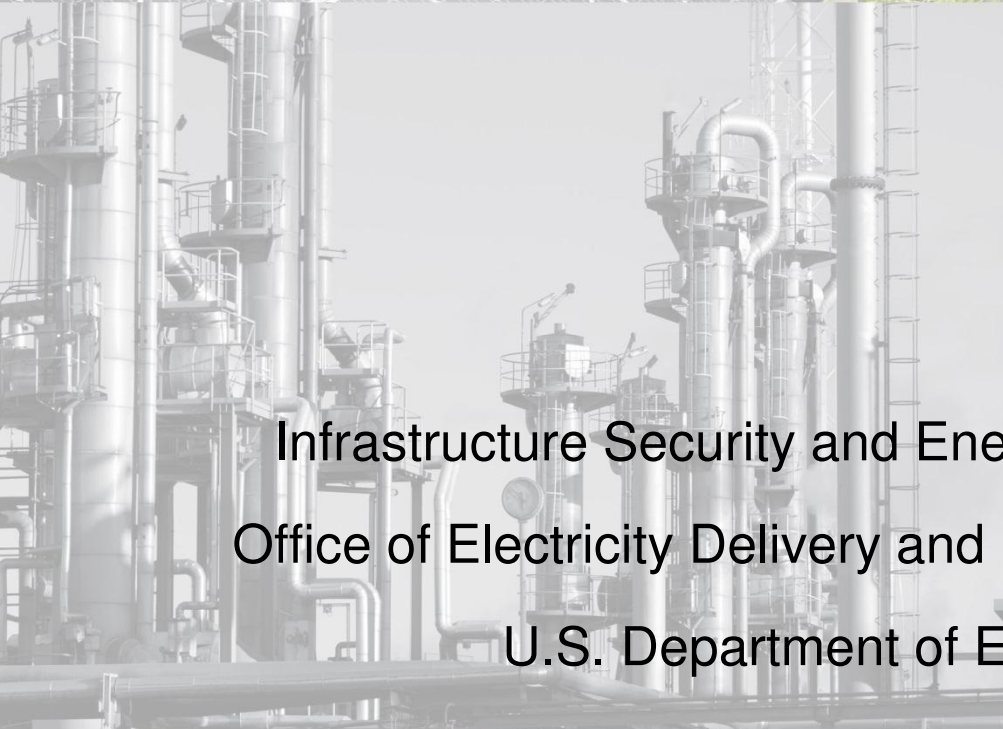 Infrastructure Security and Ene
Office of Electricity Delivery and
U.S. Department of E